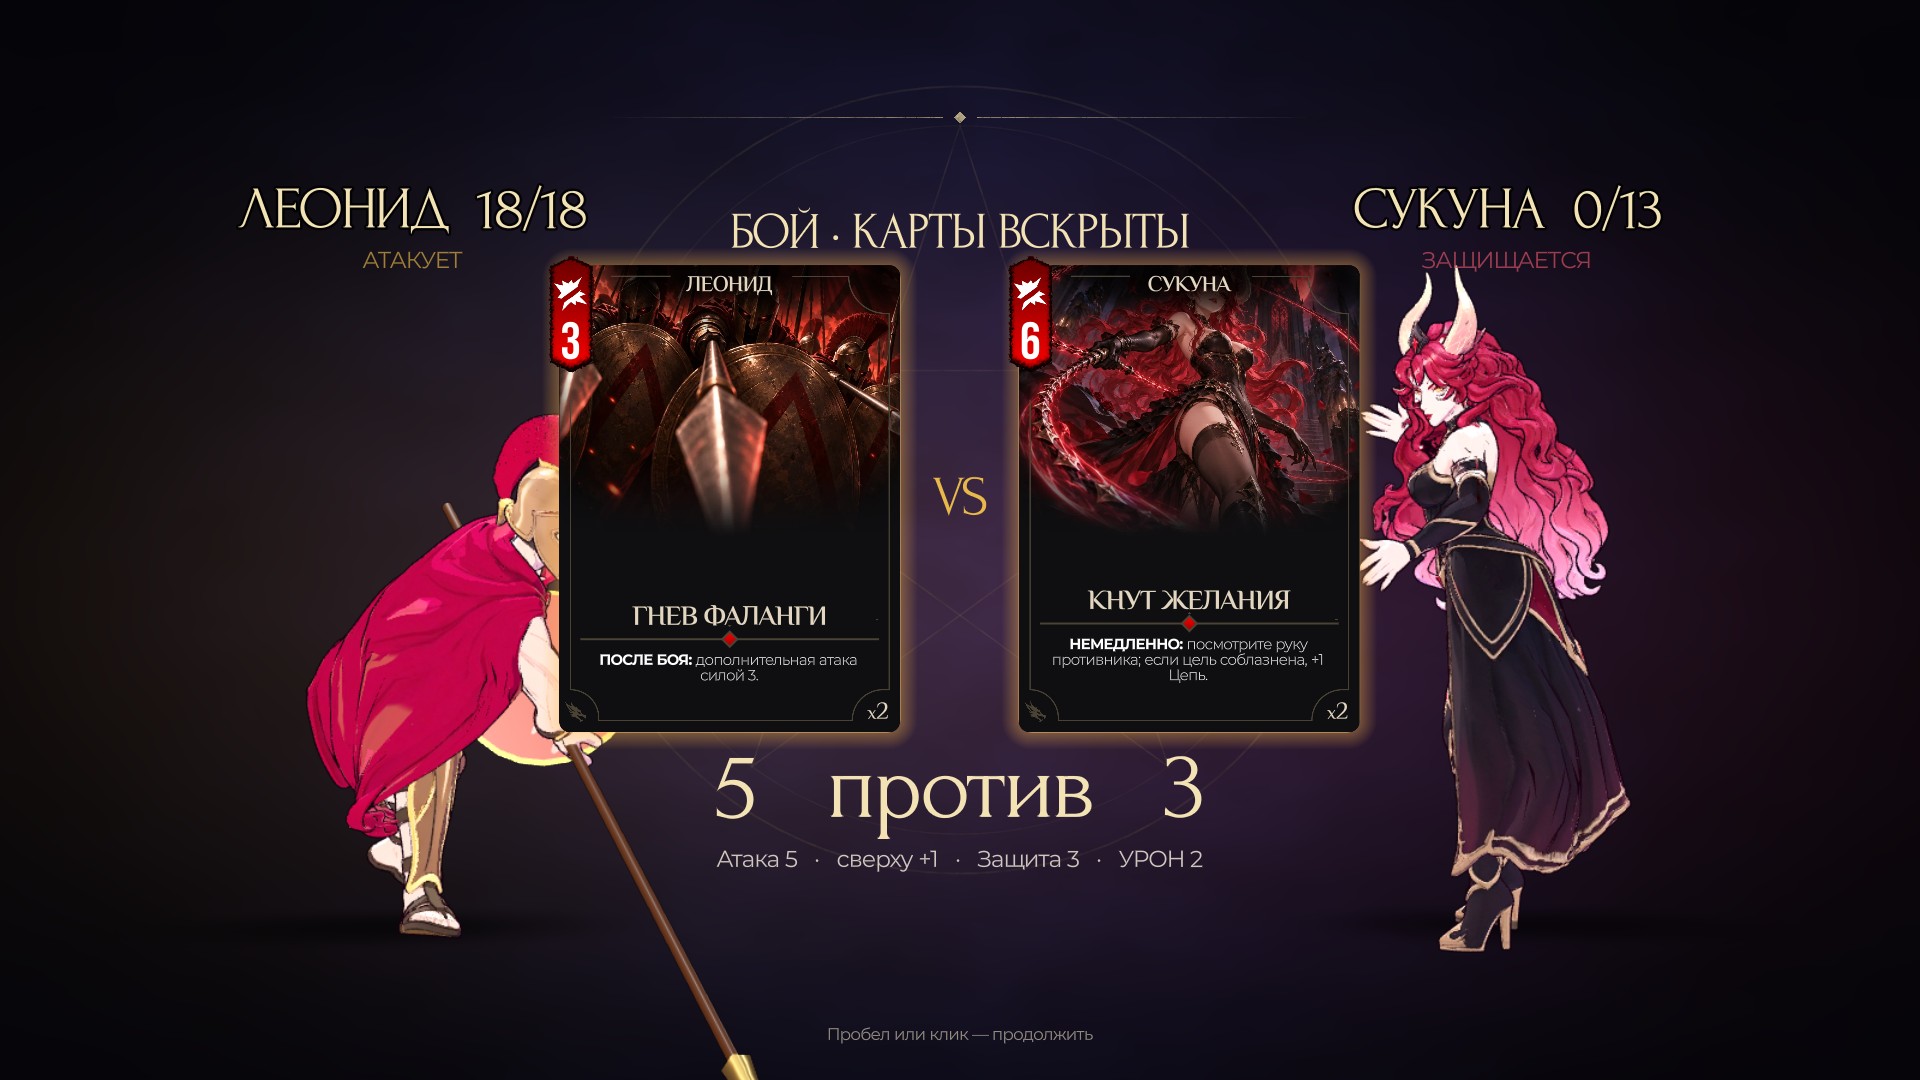 ЛЕОНИД 18/18
АТАКУЕТ
БОЙ · КАРТЫ ВСКРЫТЫ
СУКУНА 0/13
ЗАЩИЩАЕТСЯ
3
ЛЕОНИД
ГНЕВ ФАЛАНГИ
ПОСЛЕ БОЯ: дополнительная атака
силой 3.
x2
VS
6
СУКУНА
КНУТ ЖЕЛАНИЯ
НЕМЕДЛЕННО: посмотрите руку
противника; если цель соблазнена, +1
Цепь.
x2
5 против 3
Атака 5 · сверху +1 · Защита 3 · УРОН 2
Пробел или клик — продолжить